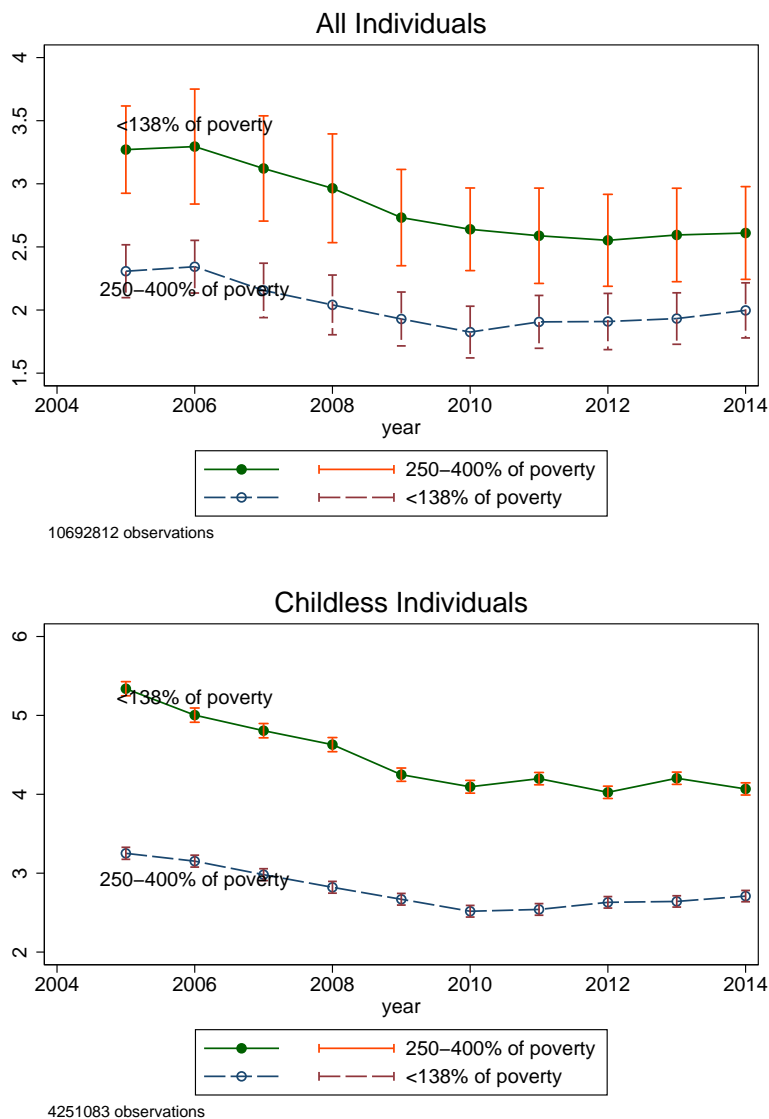 All Individuals
4
3.5
3
2.5
2
1.5
<138% of poverty
250−400% of poverty
2004 2006 2008 2010 2012 2014
year
250−400% of poverty
<138% of poverty
10692812 observations
Childless Individuals
6
5
4
3
2
<138% of poverty
250−400% of poverty
2004 2006 2008 2010 2012 2014
year
250−400% of poverty
<138% of poverty
4251083 observations